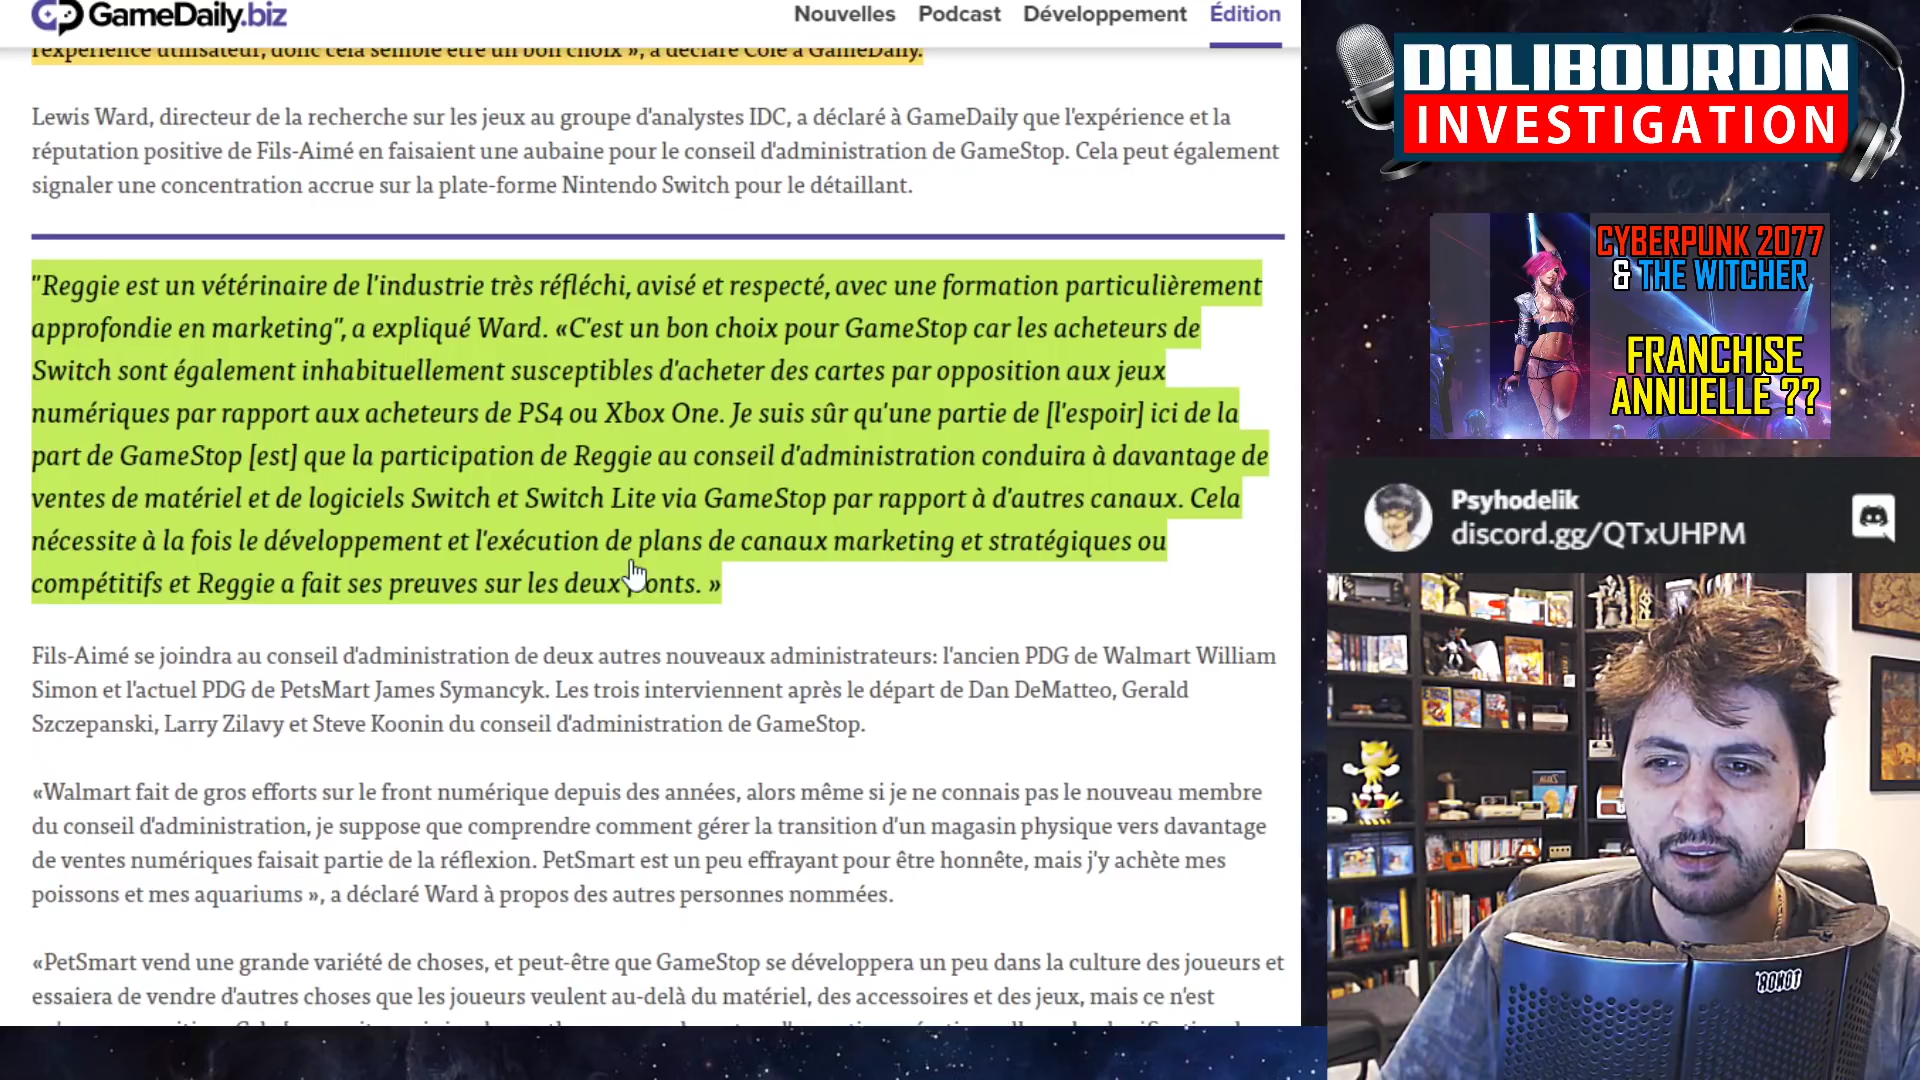 GameDaily.biz
Nouvelles Podcast Développement Édition
l'expérience utilisateur, donc cela semble être un bon choix », a déclaré Cole à GameDaily.
Lewis Ward, directeur de la recherche sur les jeux au groupe d'analystes IDC, a déclaré à GameDaily que l'expérience et la
réputation positive de Fils-Aimé en faisaient une aubaine pour le conseil d'administration de GameStop. Cela peut également
signaler une concentration accrue sur la plate-forme Nintendo Switch pour le détaillant.
"Reggie est un vétérinaire de l'industrie très réfléchi, avisé et respecté, avec une formation particulièrement
approfondie en marketing", a expliqué Ward. «C'est un bon choix pour GameStop car les acheteurs de
Switch sont également inhabituellement susceptibles d'acheter des cartes par opposition aux jeux
numériques par rapport aux acheteurs de PS4 ou Xbox One. Je suis sûr qu'une partie de [l'espoir] ici de la
part de GameStop [est] que la participation de Reggie au conseil d'administration conduira à davantage de
ventes de matériel et de logiciels Switch et Switch Lite via GameStop par rapport à d'autres canaux. Cela
nécessite à la fois le développement et l'exécution de plans de canaux marketing et stratégiques ou
compétitifs et Reggie a fait ses preuves sur les deux fronts. »
Fils-Aimé se joindra au conseil d'administration de deux autres nouveaux administrateurs: l'ancien PDG de Walmart William
Simon et l'actuel PDG de PetsMart James Symancyk. Les trois interviennent après le départ de Dan DeMatteo, Gerald
Szczepanski, Larry Zilavy et Steve Koonin du conseil d'administration de GameStop.
«Walmart fait de gros efforts sur le front numérique depuis des années, alors même si je ne connais pas le nouveau membre
du conseil d'administration, je suppose que comprendre comment gérer la transition d'un magasin physique vers davantage
de ventes numériques faisait partie de la réflexion. PetSmart est un peu effrayant pour être honnête, mais j'y achète mes
poissons et mes aquariums », a déclaré Ward à propos des autres personnes nommées.
«PetSmart vend une grande variété de choses, et peut-être que GameStop se développera un peu dans la culture des joueurs et
essaiera de vendre d'autres choses que les joueurs veulent au-delà du matériel, des accessoires et des jeux, mais ce n'est
DALIBOURDIN
INVESTIGATION
CYBERPUNK 2077
& THE WITCHER
FRANCHISE
ANNUELLE ??
Psyhodelik
discord.gg/QTxUHPM